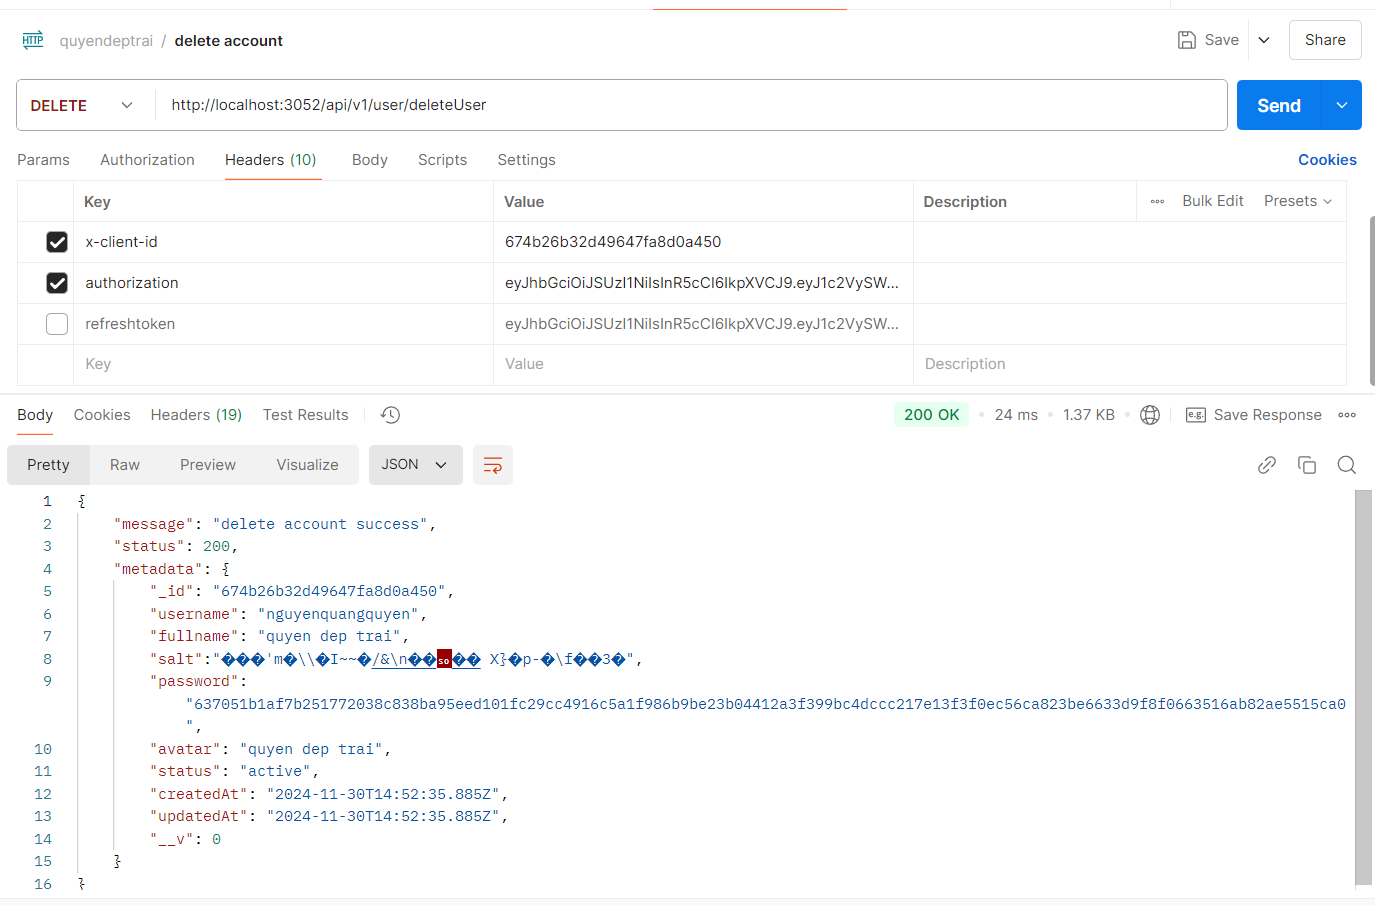 HTTP quyendeptrai / delete account Save Share
DELETE http://localhost:3052/api/v1/user/deleteUser Send
Params Authorization Headers (10) Body Scripts Settings Cookies
Key Value Description Bulk Edit Presets
x-client-id 674b26b32d49647fa8d0a450
authorization eyJhbGciOiJSUzI1NiIsInR5cCI6IkpXVCJ9.eyJ1c2VySW...
refreshtoken eyJhbGciOiJSUzI1NiIsInR5cCI6IkpXVCJ9.eyJ1c2VySW...
Key Value Description
Body Cookies Headers (19) Test Results 200 OK 24 ms 1.37 KB e.g. Save Response
Pretty Raw Preview Visualize JSON
1 {
2 "message": "delete account success",
3 "status": 200,
4 "metadata": {
5 "_id": "674b26b32d49647fa8d0a450",
6 "username": "nguyenquangquyen",
7 "fullname": "quyen dep trai",
8 "salt":"���'m�\\�I~~�/&\n��so�� X}�p-�\f��3�",
9 "password":
"637051b1af7b251772038c838ba95eed101fc29cc4916c5a1f986b9be23b04412a3f399bc4dccc217e13f3f0ec56ca823be6633d9f8f0663516ab82ae5515ca0
",
10 "avatar": "quyen dep trai",
11 "status": "active",
12 "createdAt": "2024-11-30T14:52:35.885Z",
13 "updatedAt": "2024-11-30T14:52:35.885Z",
14 "__v": 0
15 }
16 }